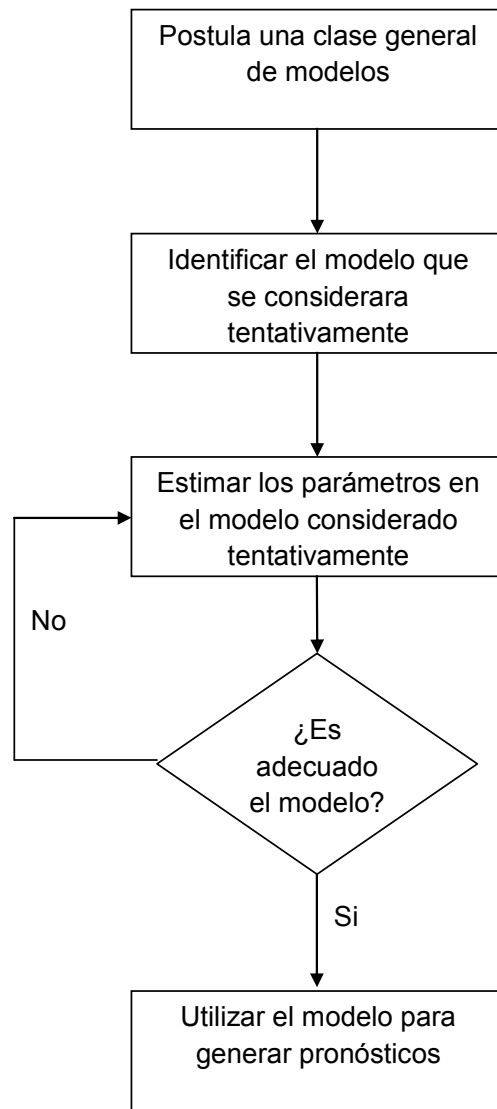 Postula una clase general
de modelos
Identificar el modelo que
se considerara
tentativamente
Estimar los parámetros en
el modelo considerado
tentativamente
No
¿Es
adecuado
el modelo?
Si
Utilizar el modelo para
generar pronósticos